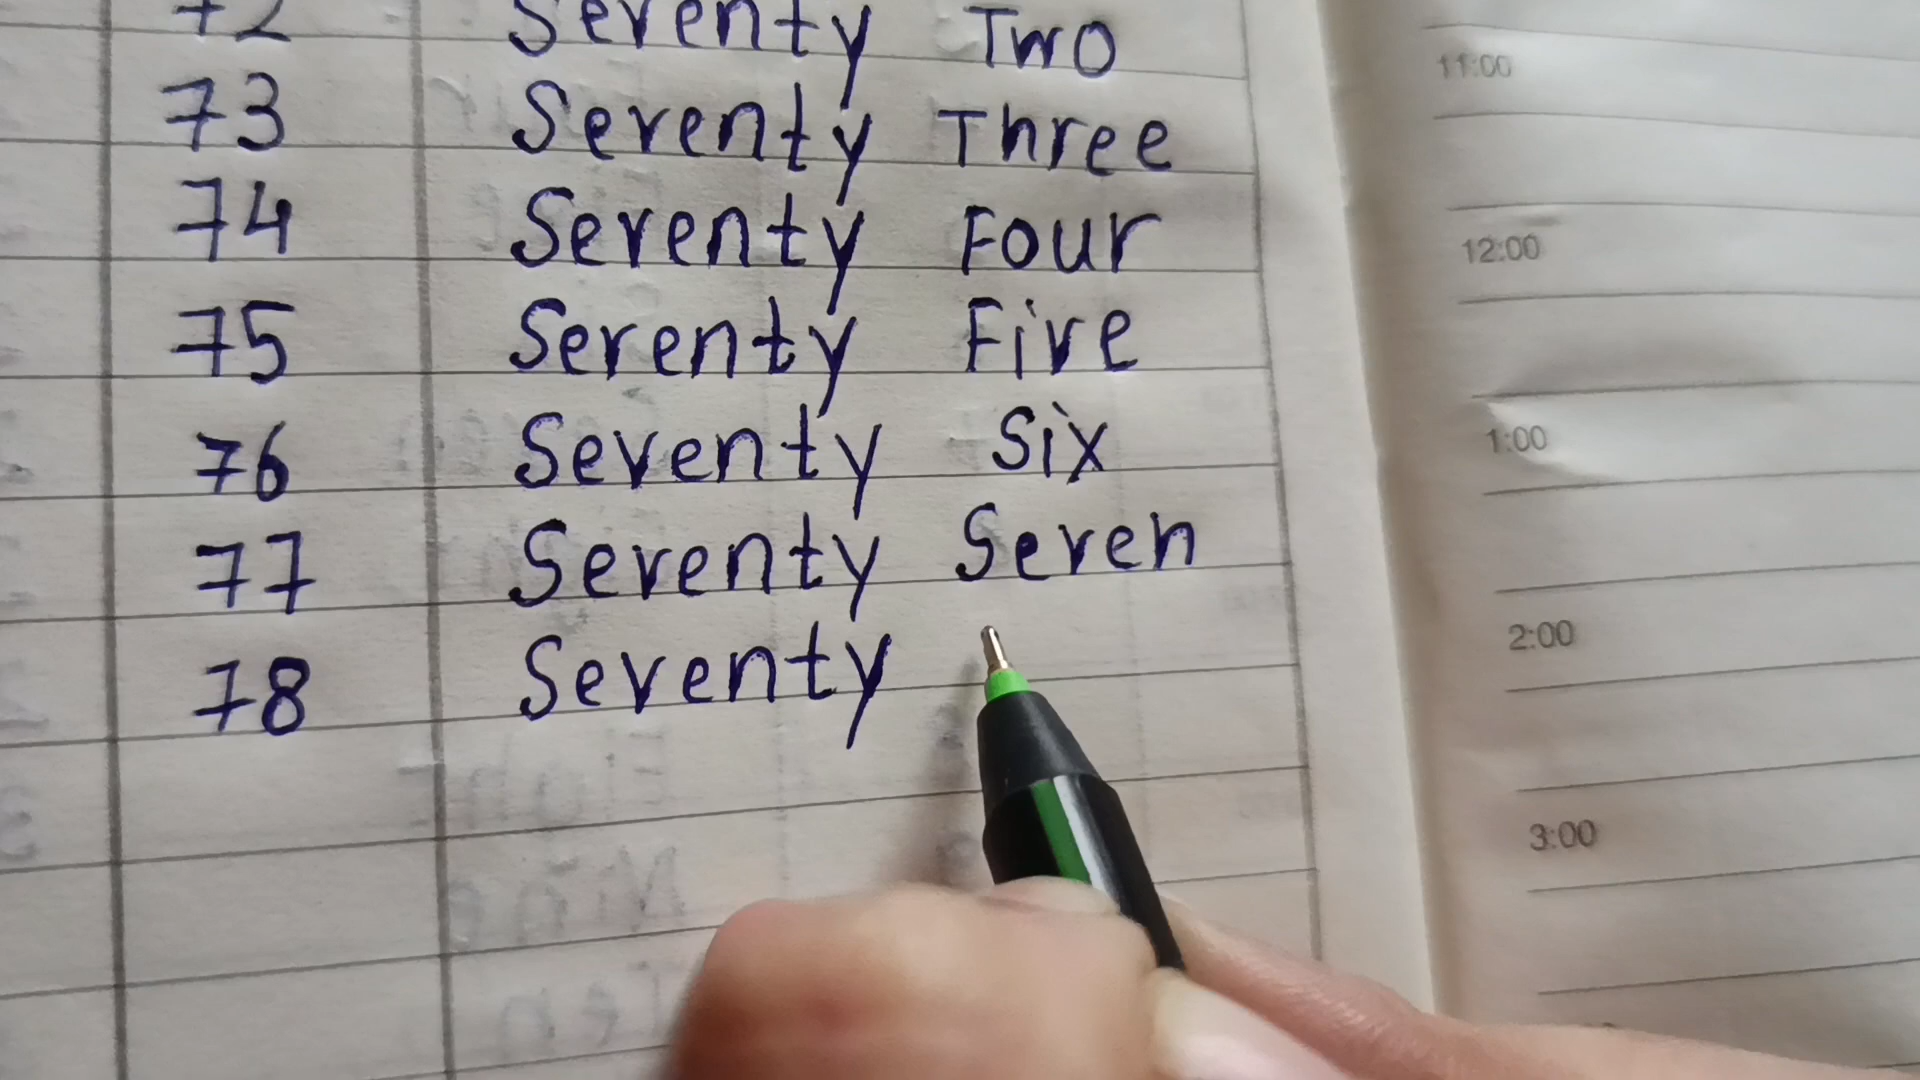 72 Seventy Two
73 Seventy Three
74 Seventy Four
75 Seventy Five
76 Seventy Six
77 Seventy Seven
78 Seventy
11:00
12:00
1:00
2:00
3:00